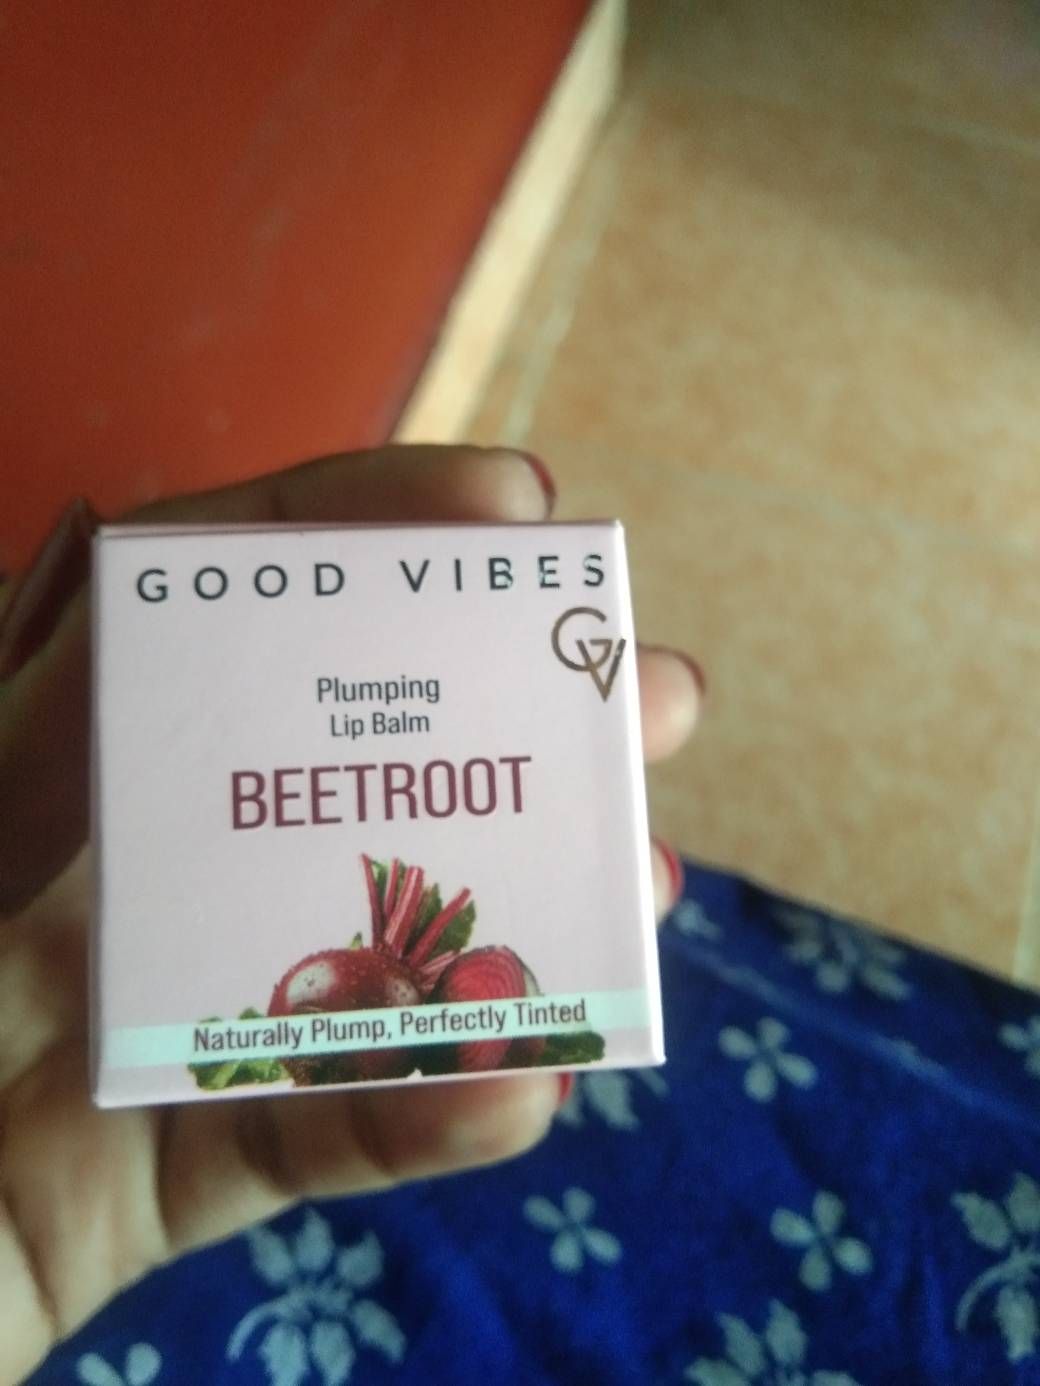 GOOD VIBES
GV
Plumping
Lip Balm
BEETROOT
Naturally Plump, Perfectly Tinted